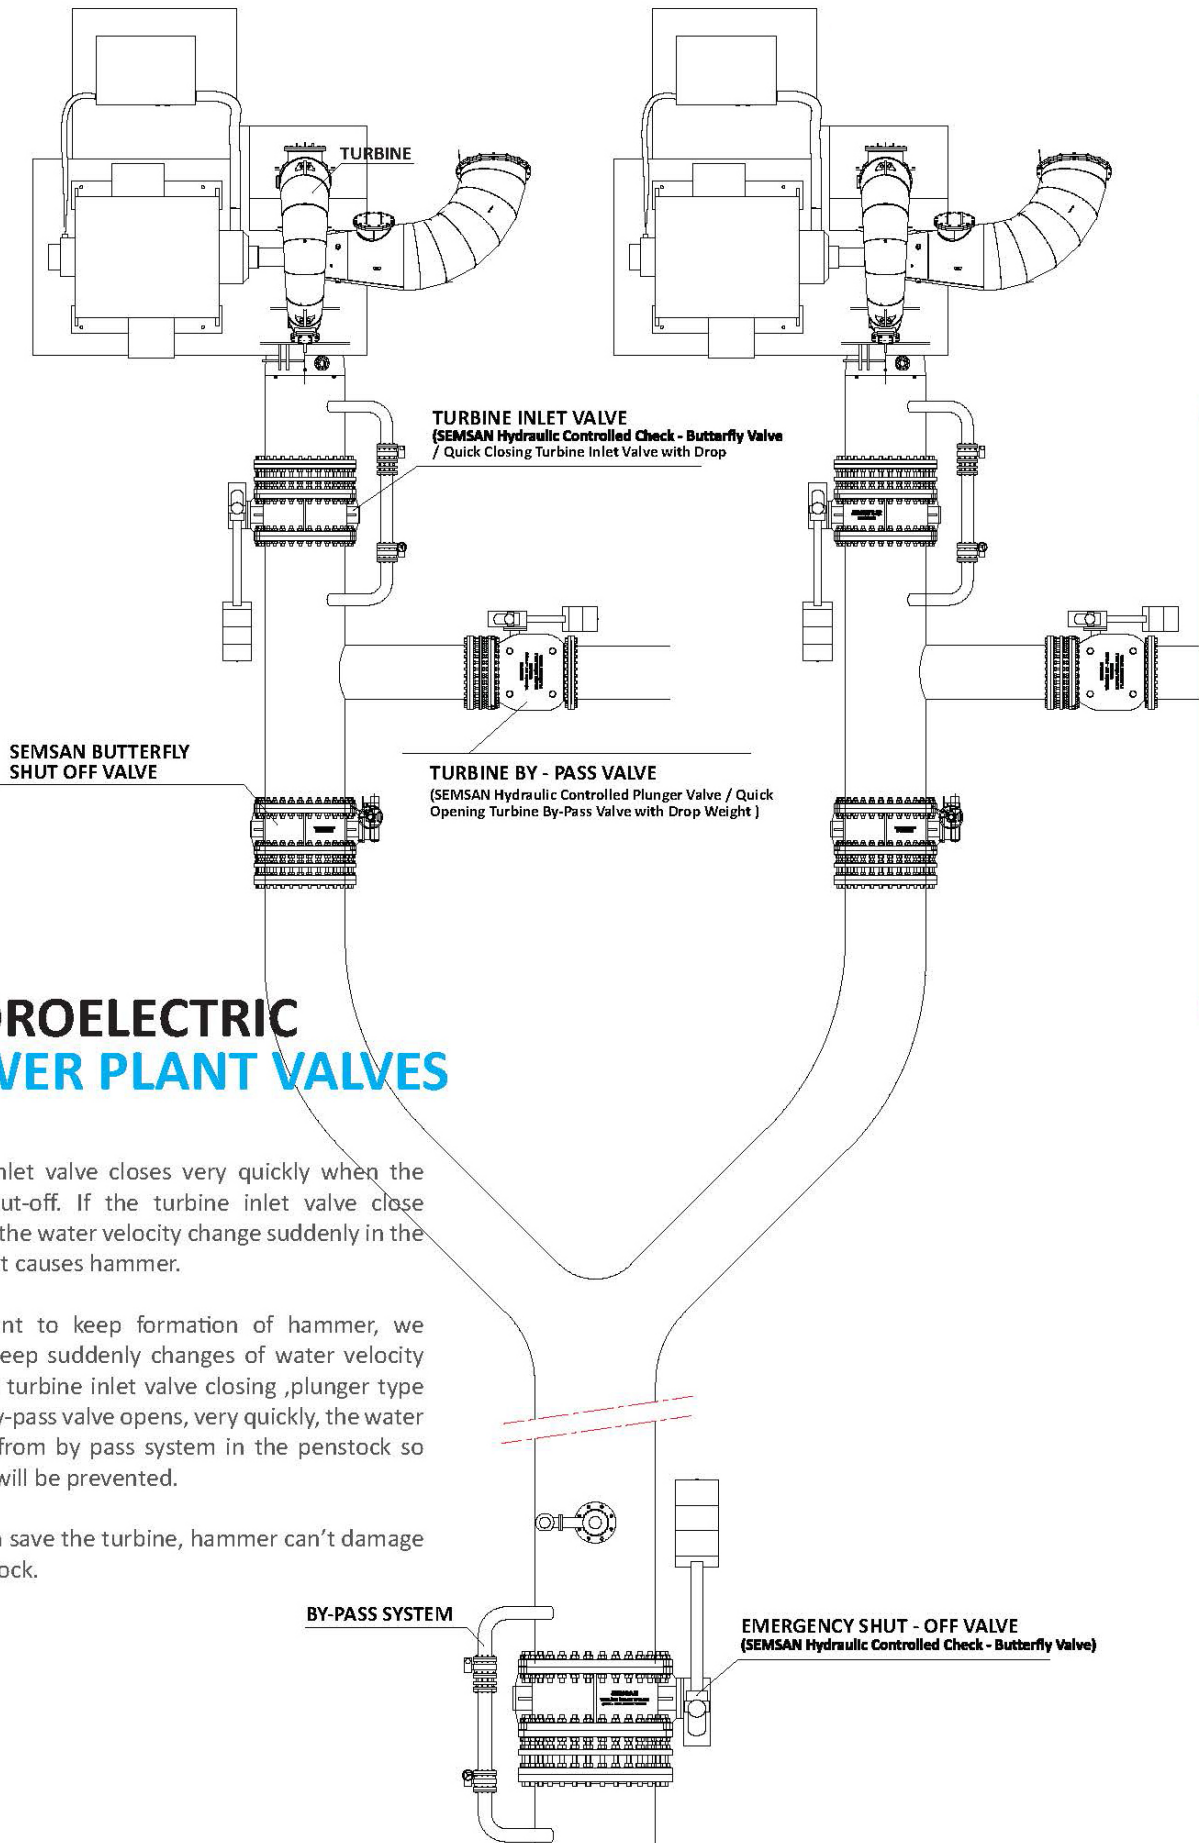 TURBINE
TURBINE INLET VALVE
(SEMSAN Hydraulic Controlled Check - Butterfly Valve
/ Quick Closing Turbine Inlet Valve with Drop
SEMSAN BUTTERFLY
SHUT OFF VALVE
TURBINE BY - PASS VALVE
(SEMSAN Hydraulic Controlled Plunger Valve / Quick
Opening Turbine By-Pass Valve with Drop Weight )
OROELECTRIC
WER PLANT VALVES
nlet valve closes very quickly when the
ut-off. If the turbine inlet valve close
the water velocity change suddenly in the
t causes hammer.
nt to keep formation of hammer, we
eep suddenly changes of water velocity
turbine inlet valve closing ,plunger type
y-pass valve opens, very quickly, the water
from by pass system in the penstock so
will be prevented.
save the turbine, hammer can't damage
ock.
BY-PASS SYSTEM
EMERGENCY SHUT - OFF VALVE
(SEMSAN Hydraulic Controlled Check - Butterfly Valve)